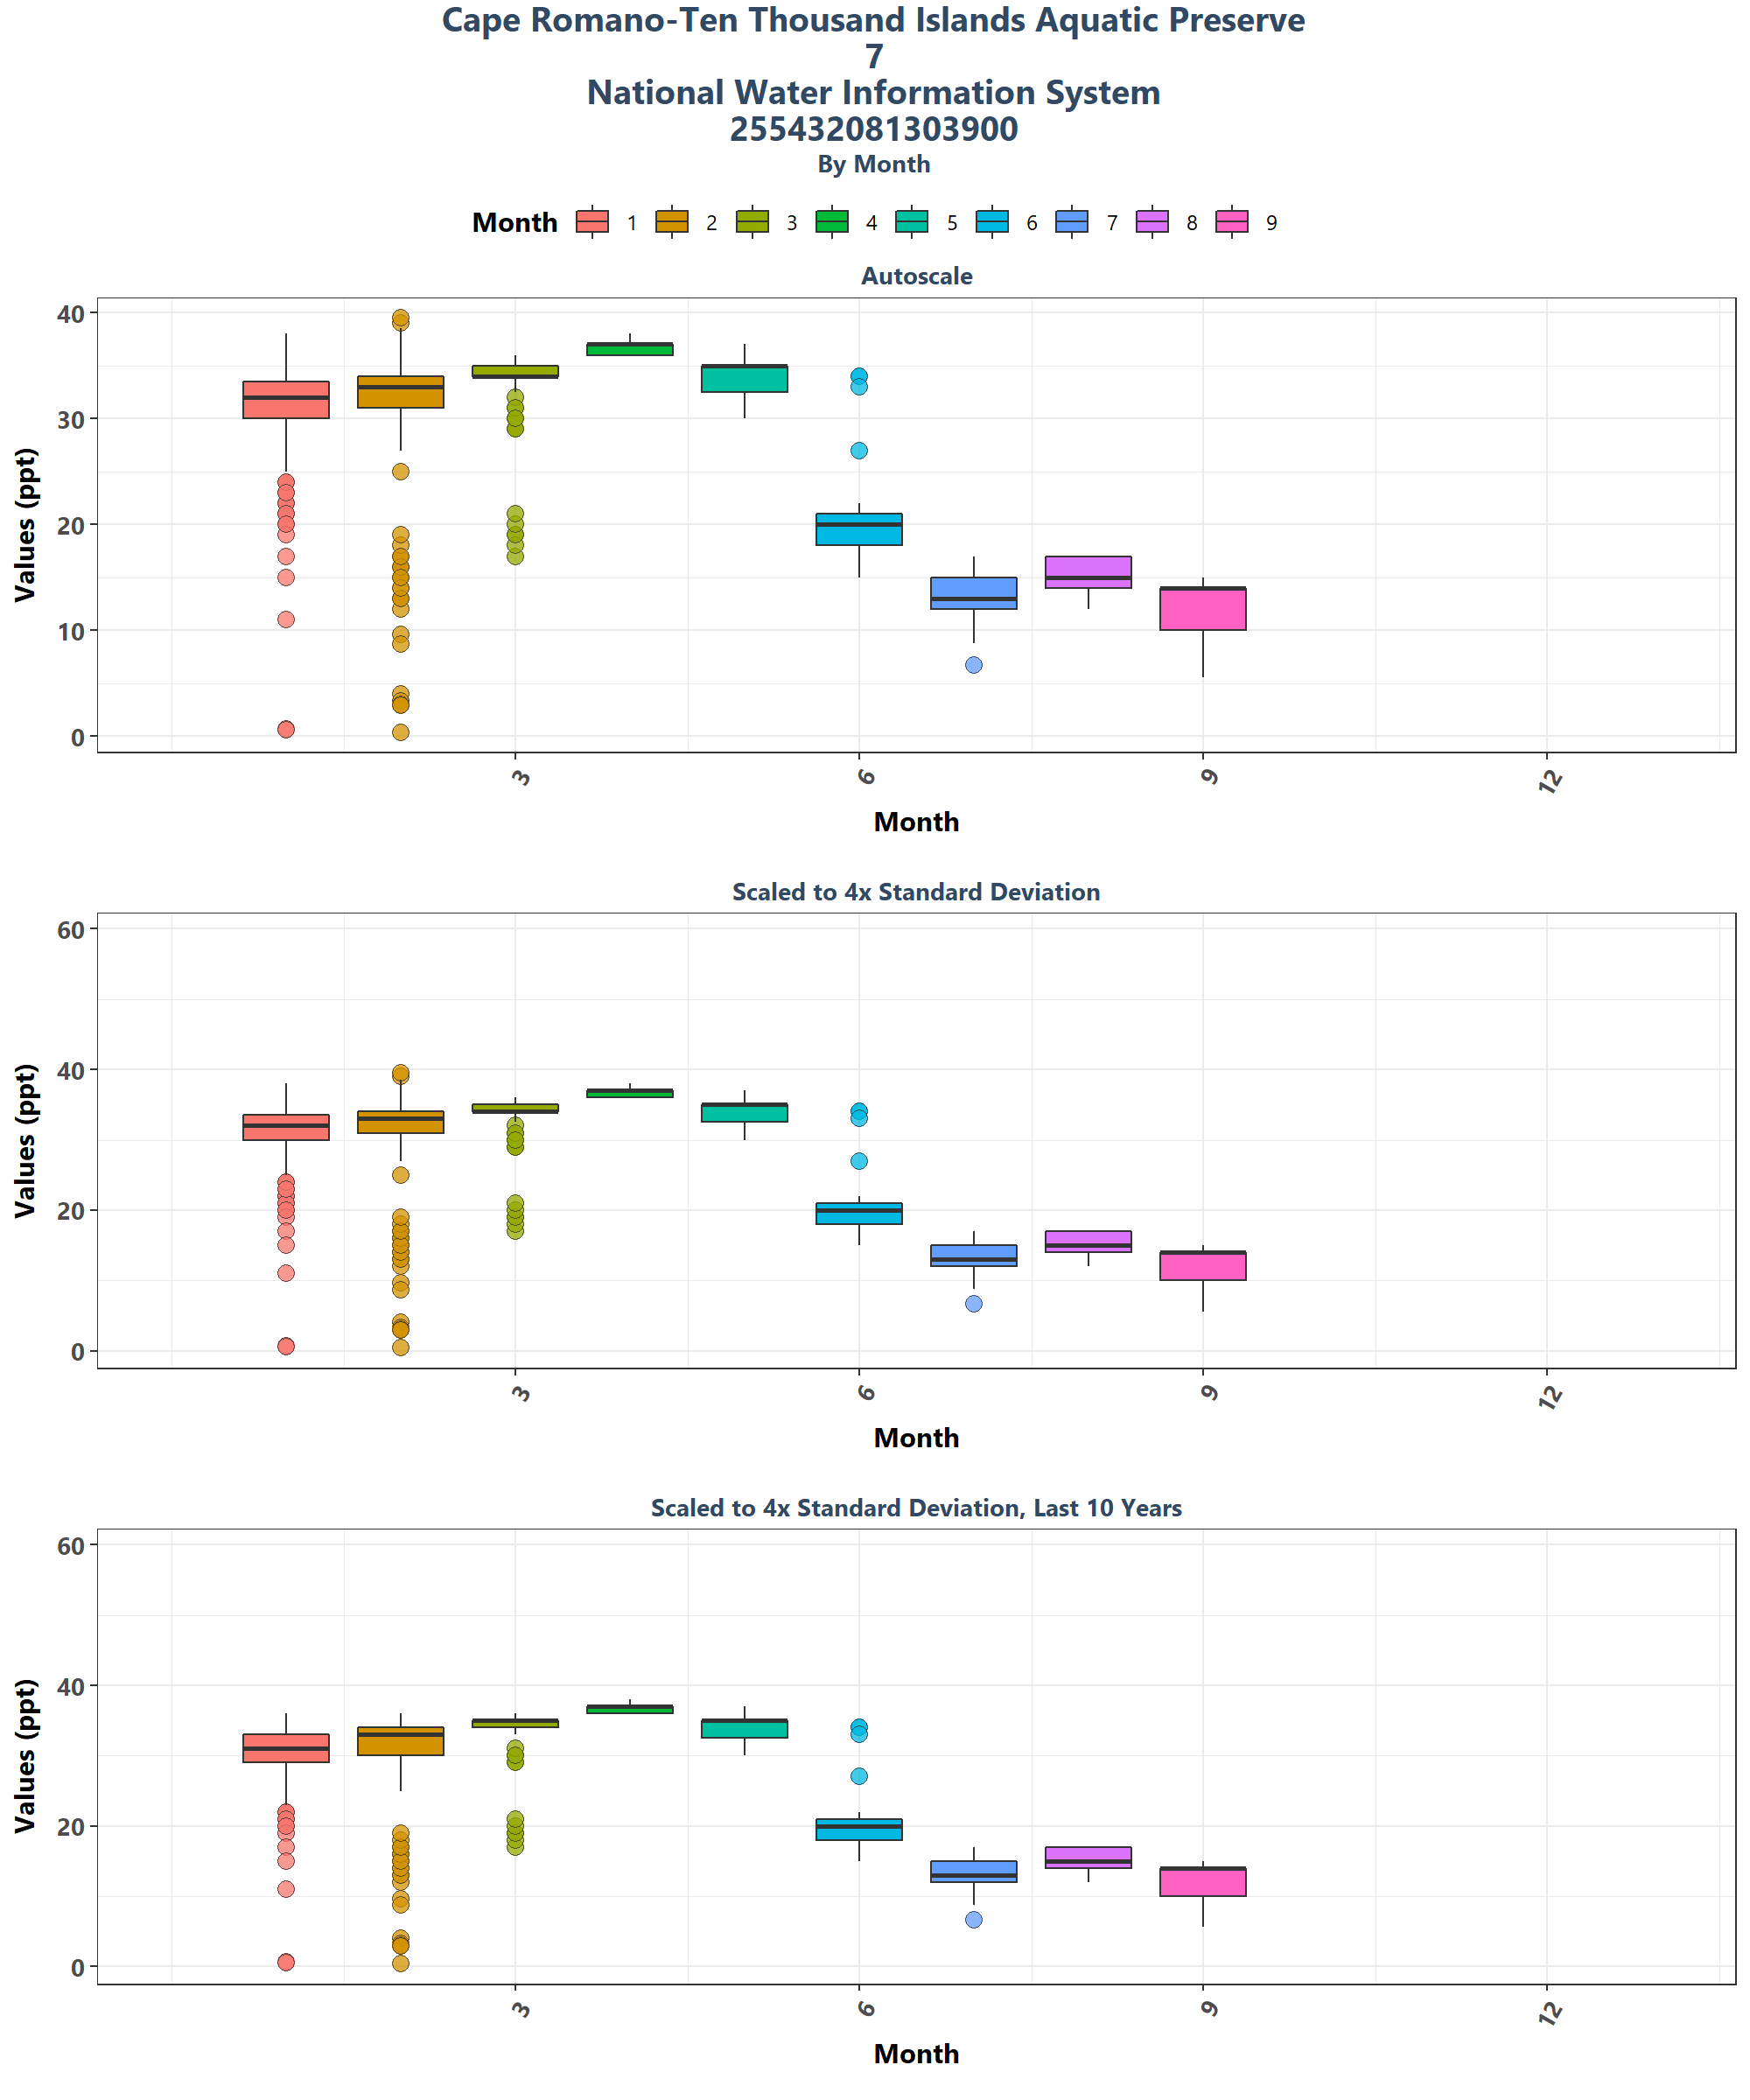 Cape Romano-Ten Thousand Islands Aquatic Preserve
7
National Water Information System
255432081303900
By Month
Month 1 2 3 4 5 6 7 8 9
Autoscale
Values (ppt)
40
30
20
10
0
3 6 9 12
Month
Scaled to 4x Standard Deviation
Values (ppt)
60
40
20
0
3 6 9 12
Month
Scaled to 4x Standard Deviation, Last 10 Years
Values (ppt)
60
40
20
0
3 6 9 12
Month